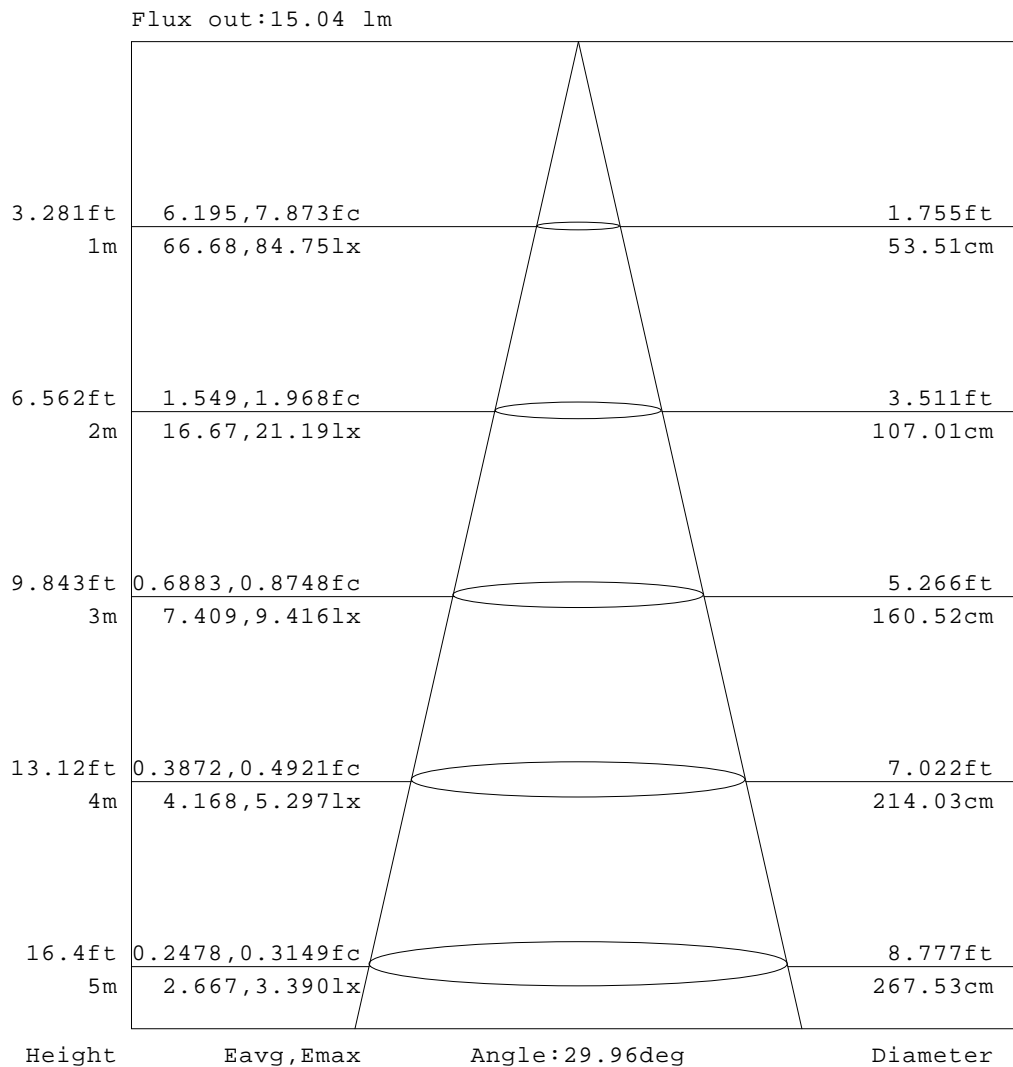 Flux out:15.04 lm
3.281ft 6.195,7.873fc 1.755ft
1m 66.68,84.75lx 53.51cm
6.562ft 1.549,1.968fc 3.511ft
2m 16.67,21.19lx 107.01cm
9.843ft 0.6883,0.8748fc 5.266ft
3m 7.409,9.416lx 160.52cm
13.12ft 0.3872,0.4921fc 7.022ft
4m 4.168,5.297lx 214.03cm
16.4ft 0.2478,0.3149fc 8.777ft
5m 2.667,3.390lx 267.53cm
Height Eavg,Emax Angle:29.96deg Diameter